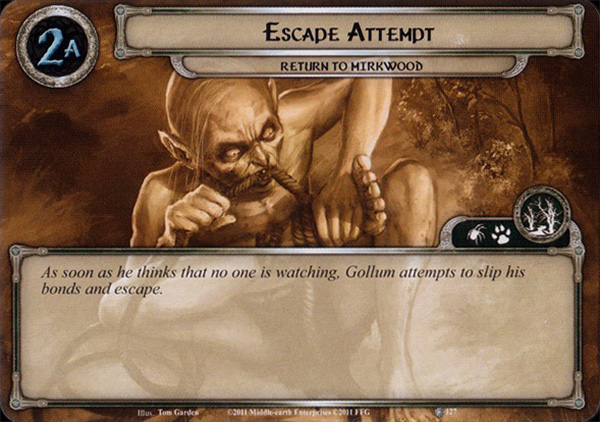 2A
Escape Attempt
Return to Mirkwood
As soon as he thinks that no one is watching, Gollum attempts to slip his
bonds and escape.
Illus. Tom Garden ©2011 Middle-earth Enterprises ©2011 FFG 127